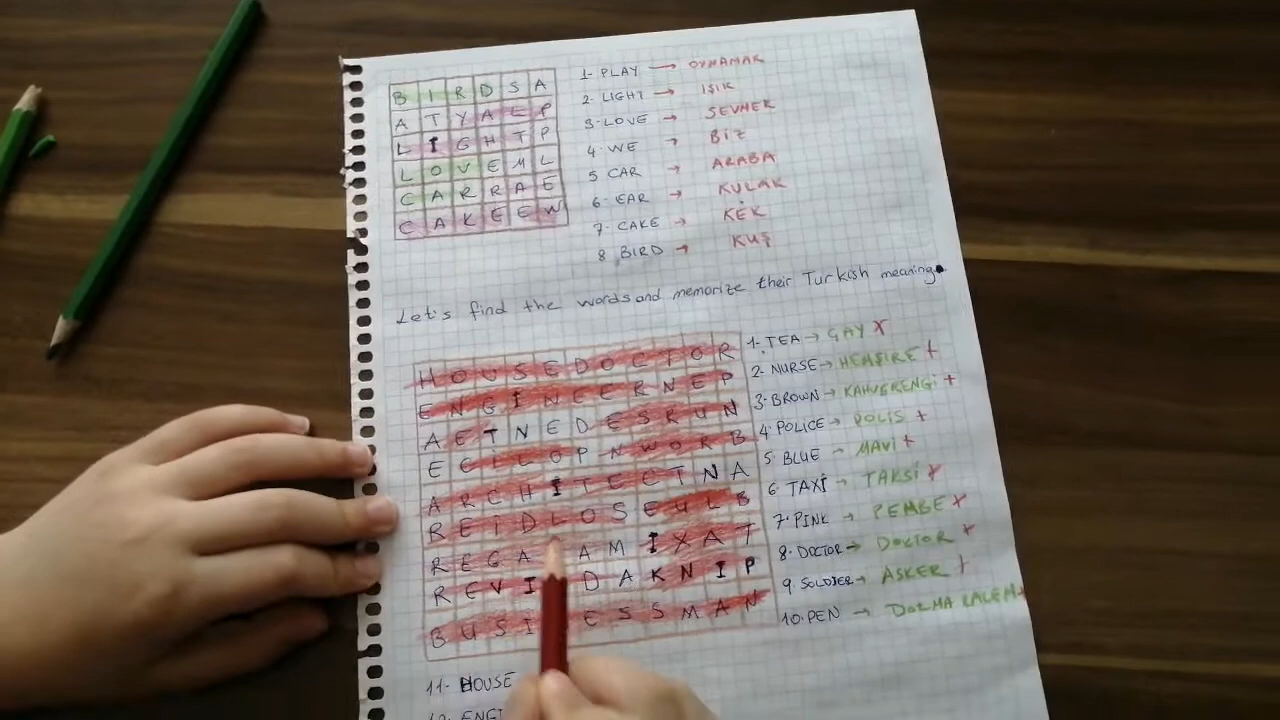 B I R D S A
A T Y A L P
L I G H T P
L O V E M L
C A R R A E
C A K E E W
1- PLAY → OYNAMAK
2- LIGHT → IŞIK
3- LOVE → SEVMEK
4- WE → BİZ
5 CAR → ARABA
6- EAR → KULAK
7- CAKE → KEK
8 BIRD → KUŞ
Let's find the words and memorize their Turkish meaning.
H O U S E D O C T O R
E N G I N E E R N E P
A E T N E D E S R U N
E C İ L O P N W O R B
A R C H I T E C T N A
R E İ D L O S E U L B
R E G A A M I X A T
R E V I D A K N I P
B U S I E S S M A N
1- TEA → ÇAY x
2- NURSE → HEMŞİRE +
3- BROWN → KAHVERENGİ +
4- POLICE → POLİS +
5- BLUE → MAVİ +
6- TAXİ → TAKSİ x
7- PINK → PEMBE x
8- DOCTOR → DOKTOR +
9- SOLDIER → ASKER +
10- PEN → DOLMA KALEM +
11- HOUSE
12- ENGI